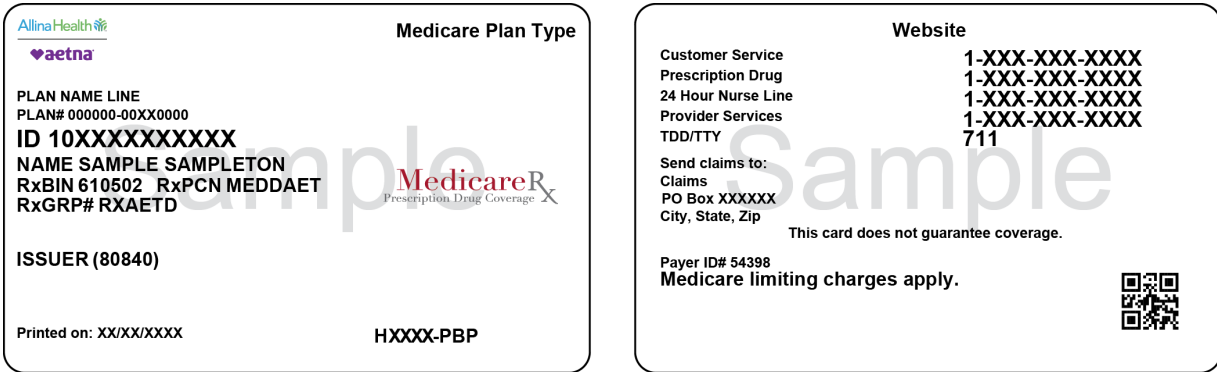 Allina Health
aetna
Medicare Plan Type
PLAN NAME LINE
PLAN# 000000-00XX0000
ID 10XXXXXXXXXX
NAME SAMPLE SAMPLETON
RxBIN 610502 RxPCN MEDDAET
RxGRP# RXAETD
MedicareRx
Prescription Drug Coverage
ISSUER (80840)
Printed on: XX/XX/XXXX
HXXXX-PBP
Sample
Website
Customer Service 1-XXX-XXX-XXXX
Prescription Drug 1-XXX-XXX-XXXX
24 Hour Nurse Line 1-XXX-XXX-XXXX
Provider Services 1-XXX-XXX-XXXX
TDD/TTY 711
Send claims to:
Claims
PO Box XXXXXX
City, State, Zip
This card does not guarantee coverage.
Payer ID# 54398
Medicare limiting charges apply.
Sample